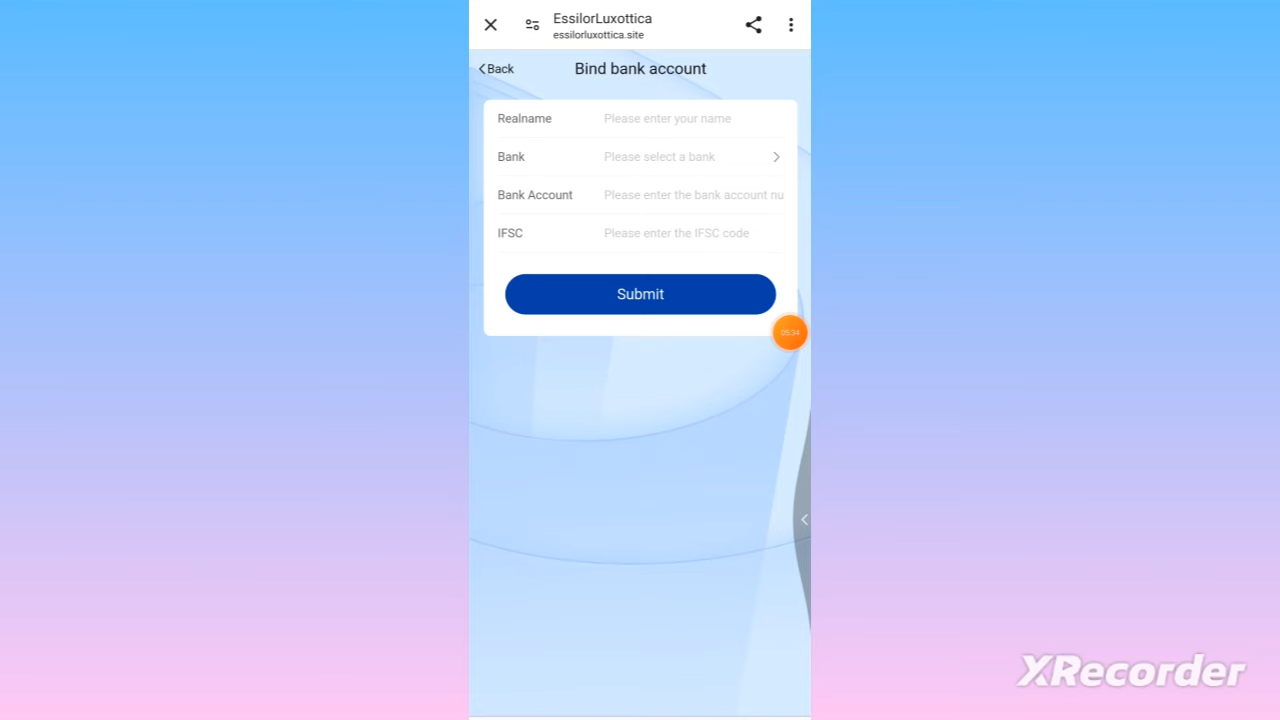 EssilorLuxottica
essilorluxottica.site
Back
Bind bank account
Realname Please enter your name
Bank Please select a bank
Bank Account Please enter the bank account nu
IFSC Please enter the IFSC code
Submit
05:34
XRecorder